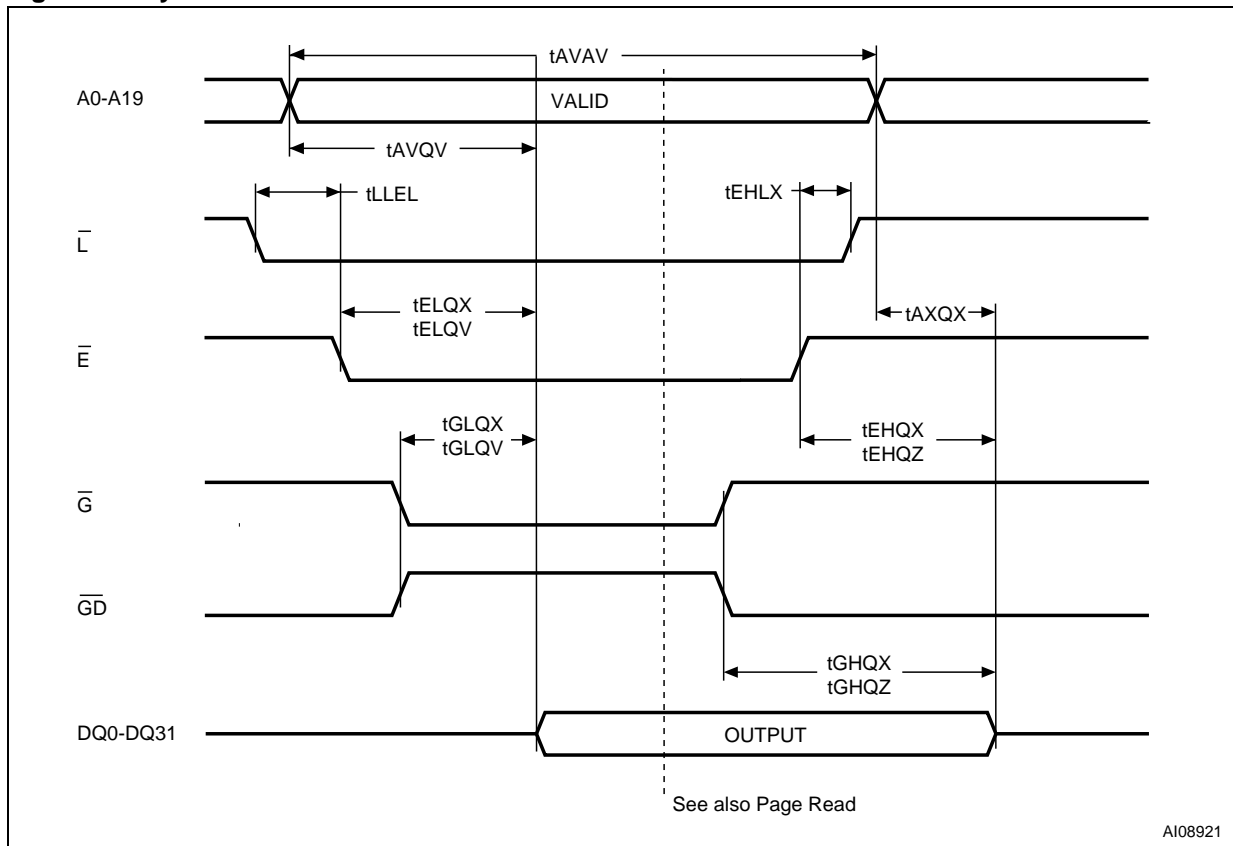 tAVAV
A0-A19
VALID
tAVQV
tLLEL
tEHLX
L̅
tELQX
tELQV
tAXQX
E̅
tGLQX
tGLQV
tEHQX
tEHQZ
G̅
G̅D̅
tGHQX
tGHQZ
DQ0-DQ31
OUTPUT
See also Page Read
AI08921